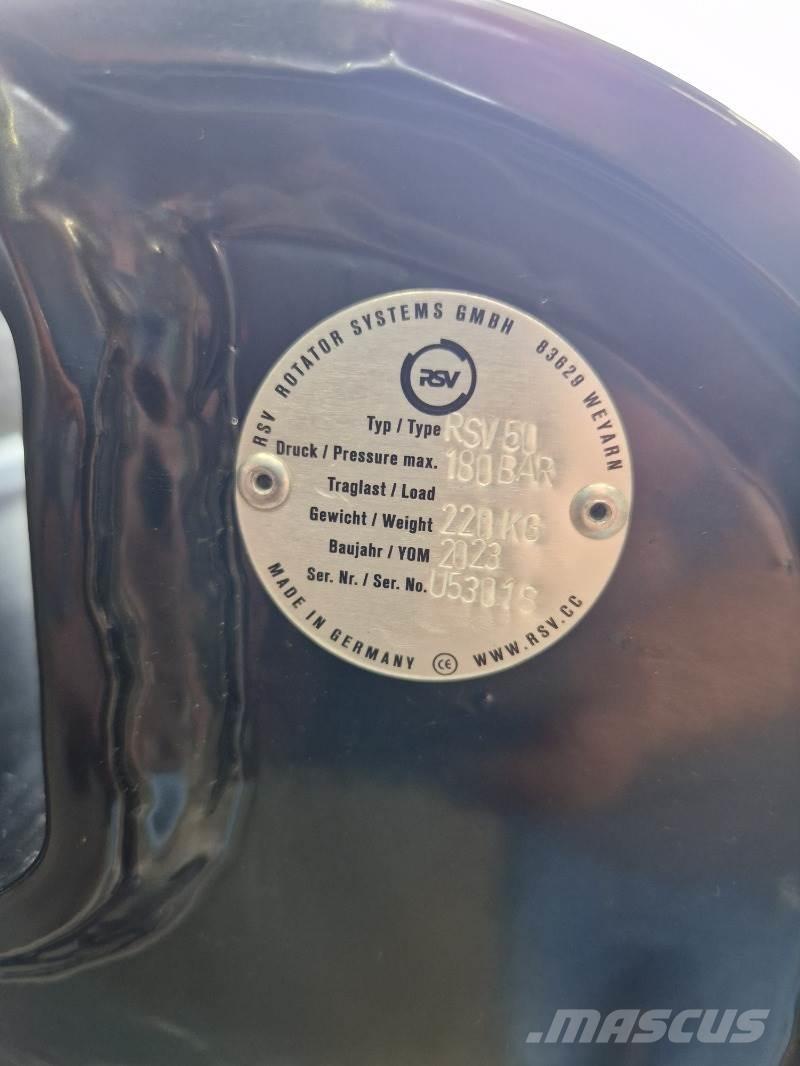 RSV ROTATOR SYSTEMS GMBH 83629 WEYARN
RSV
Typ / Type RSV 50
Druck / Pressure max. 180 BAR
Traglast / Load
Gewicht / Weight 220 KG
Baujahr / YOM 2023
Ser. Nr. / Ser. No. U5301S
MADE IN GERMANY CE WWW.RSV.CC
MASCUS